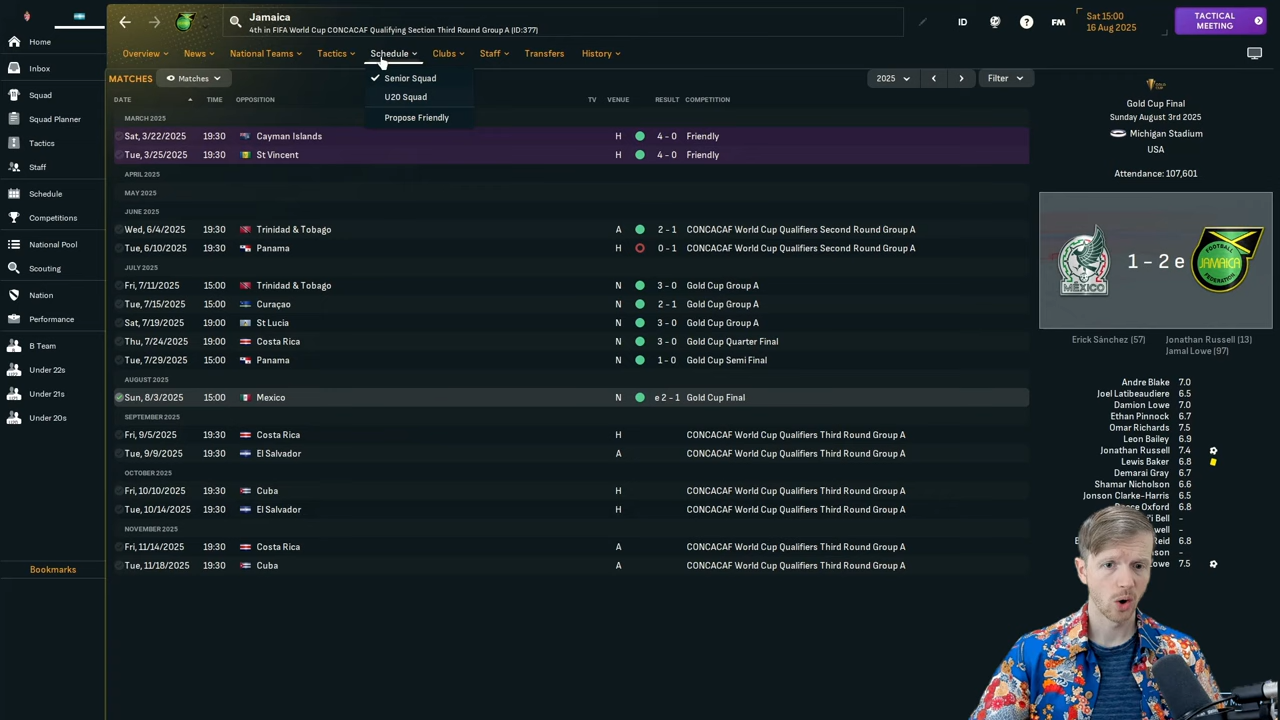 Jamaica
4th in FIFA World Cup CONCACAF Qualifying Section Third Round Group A (ID:377)
ID
FM
Sat 15:00
16 Aug 2025
TACTICAL
MEETING
Home
Inbox
Squad
Squad Planner
Tactics
Staff
Schedule
Competitions
National Pool
Scouting
Nation
Performance
B Team
Under 22s
Under 21s
Under 20s
Bookmarks
Overview News National Teams Tactics Schedule Clubs Staff Transfers History
Senior Squad
U20 Squad
Propose Friendly
MATCHES Matches 2025 Filter
DATE TIME OPPOSITION TV VENUE RESULT COMPETITION
MARCH 2025
Sat, 3/22/2025 19:30 Cayman Islands H 4 - 0 Friendly
Tue, 3/25/2025 19:30 St Vincent H 4 - 0 Friendly
APRIL 2025
MAY 2025
JUNE 2025
Wed, 6/4/2025 19:30 Trinidad & Tobago A 2 - 1 CONCACAF World Cup Qualifiers Second Round Group A
Tue, 6/10/2025 19:30 Panama H 0 - 1 CONCACAF World Cup Qualifiers Second Round Group A
JULY 2025
Fri, 7/11/2025 15:00 Trinidad & Tobago N 3 - 0 Gold Cup Group A
Tue, 7/15/2025 15:00 Curaçao N 2 - 1 Gold Cup Group A
Sat, 7/19/2025 19:00 St Lucia N 3 - 0 Gold Cup Group A
Thu, 7/24/2025 19:00 Costa Rica N 3 - 0 Gold Cup Quarter Final
Tue, 7/29/2025 15:00 Panama N 1 - 0 Gold Cup Semi Final
AUGUST 2025
Sun, 8/3/2025 15:00 Mexico N e 2 - 1 Gold Cup Final
SEPTEMBER 2025
Fri, 9/5/2025 19:30 Costa Rica H CONCACAF World Cup Qualifiers Third Round Group A
Tue, 9/9/2025 19:30 El Salvador A CONCACAF World Cup Qualifiers Third Round Group A
OCTOBER 2025
Fri, 10/10/2025 19:30 Cuba H CONCACAF World Cup Qualifiers Third Round Group A
Tue, 10/14/2025 19:30 El Salvador H CONCACAF World Cup Qualifiers Third Round Group A
NOVEMBER 2025
Fri, 11/14/2025 19:30 Costa Rica A CONCACAF World Cup Qualifiers Third Round Group A
Tue, 11/18/2025 19:30 Cuba A CONCACAF World Cup Qualifiers Third Round Group A
Gold Cup Final
Sunday August 3rd 2025
Michigan Stadium
USA
Attendance: 107,601
MEXICO 1 - 2 e FOOTBALL JAMAICA FEDERATION
Erick Sánchez (57) Jonathan Russell (13)
Jamal Lowe (97)
Andre Blake 7.0
Joel Latibeaudiere 6.5
Damion Lowe 7.0
Ethan Pinnock 6.7
Omar Richards 7.5
Leon Bailey 6.9
Jonathan Russell 7.4
Lewis Baker 6.8
Demarai Gray 6.7
Shamar Nicholson 6.6
Jonson Clarke-Harris 6.5
Oxford 6.8
Bell -
-
Reid 6.8
-
Lowe 7.5